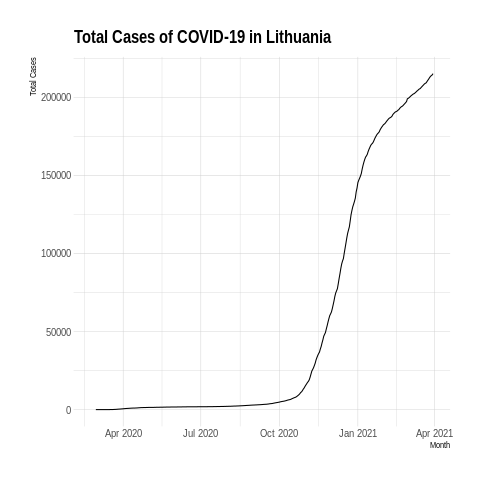 Total Cases of COVID-19 in Lithuania
Total Cases
200000
150000
100000
50000
0
Apr 2020 Jul 2020 Oct 2020 Jan 2021 Apr 2021
Month